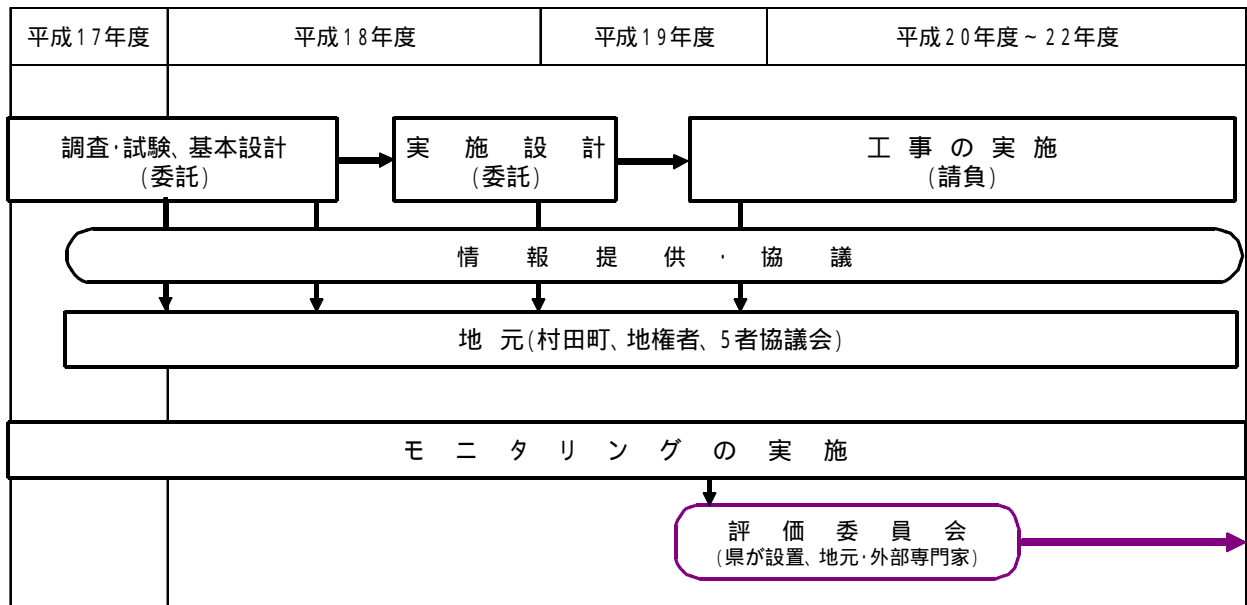 平成17年度 平成18年度 平成19年度 平成20年度~22年度
調査・試験、基本設計
(委託)
実施設計
(委託)
工事の実施
(請負)
情報提供・協議
地元(村田町、地権者、5者協議会)
モニタリングの実施
評価委員会
(県が設置、地元・外部専門家)